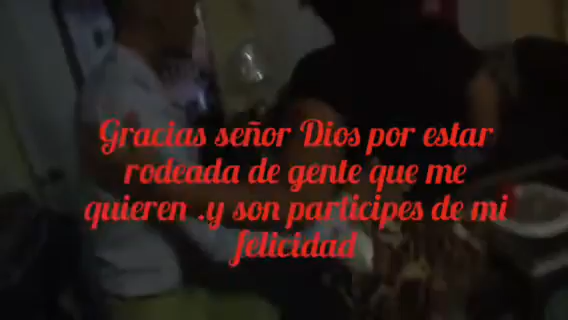 Gracias señor Dios por estar
rodeada de gente que me
quieren .y son participes de mi
felicidad